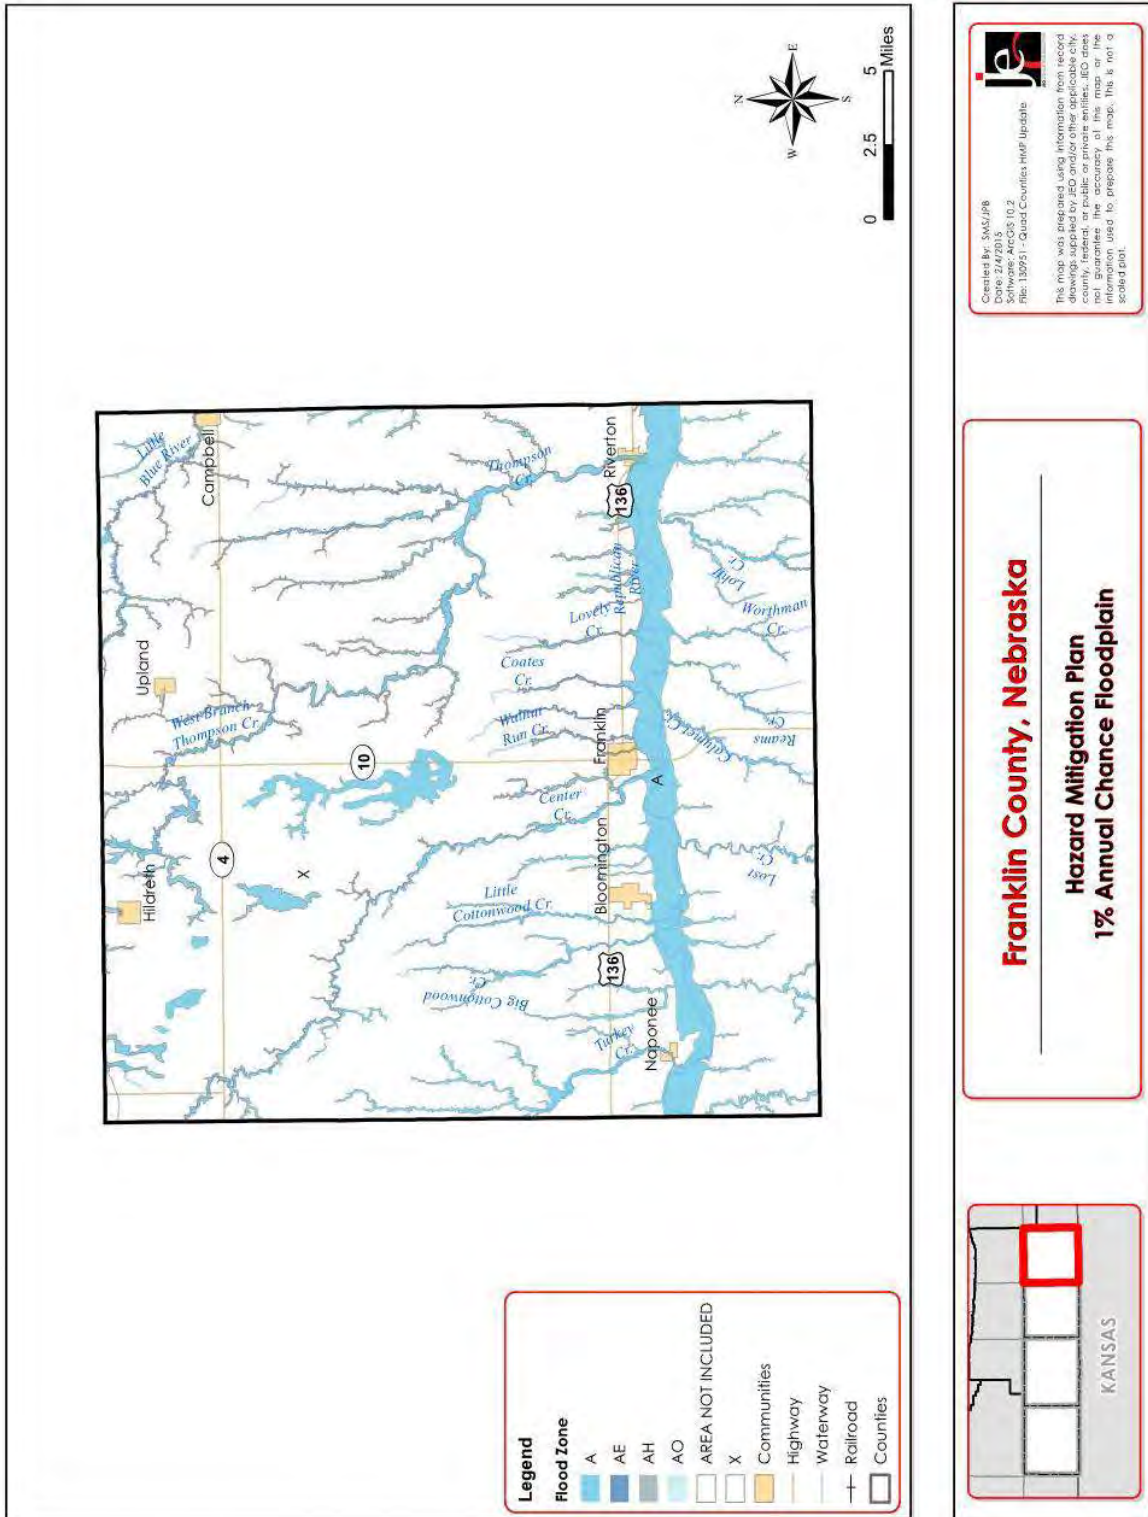 N
E
S
W
0
2.5
5
Miles
Little
Blue River
Campbell
Upland
West Branch
Thompson Cr.
Hildreth
4
X
10
Thompson
Cr.
Riverton
136
Republican
River
Lovely
Cr.
Coates
Cr.
Walnut
Run Cr.
Franklin
Center
Cr.
Bloomington
Little
Cottonwood Cr.
136
Big Cottonwood
Cr.
Turkey
Cr.
Naponee
A
Lohff
Cr.
Worthman
Cr.
Reams
Cr.
Calumet Cr.
Lost
Cr.
Legend
Flood Zone
A
AE
AH
AO
AREA NOT INCLUDED
X
Communities
Highway
Waterway
Railroad
Counties
KANSAS
Franklin County, Nebraska
Hazard Mitigation Plan
1% Annual Chance Floodplain
Created By: SMS/JPB
Date: 2/4/2015
Software: ArcGIS 10.2
File: 130951 - Quad Counties HMP Update
This map was prepared using information from record
drawings supplied by JEO and/or other applicable city,
county, federal, or public or private entities. JEO does
not guarantee the accuracy of this map or the
information used to prepare this map. This is not a
scaled plat.